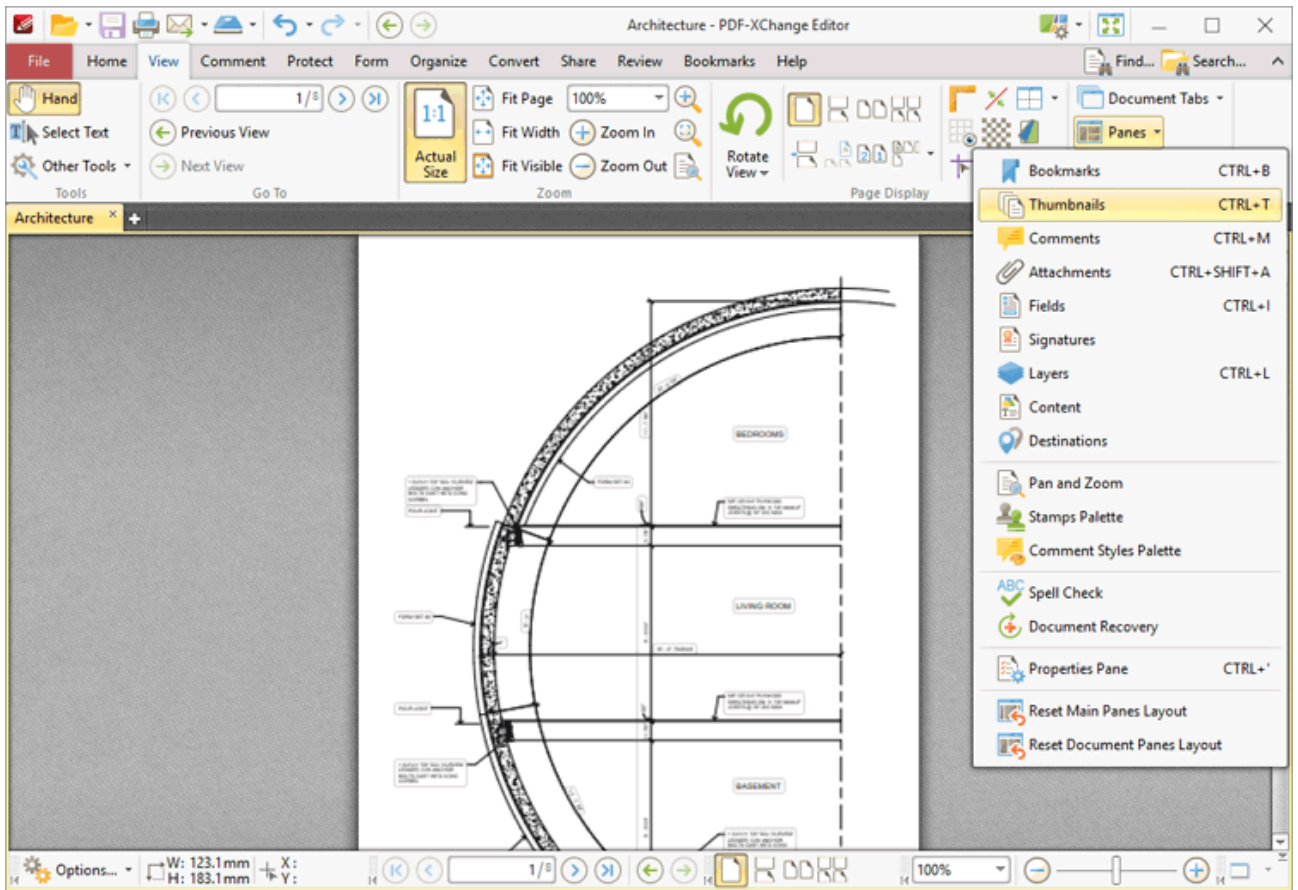 Architecture - PDF-XChange Editor
File Home View Comment Protect Form Organize Convert Share Review Bookmarks Help Find... Search...
Hand 1/8 1:1 Fit Page 100% Document Tabs
Select Text Previous View Fit Width Zoom In Panes
Other Tools Next View Actual Size Fit Visible Zoom Out Rotate View
Tools Go To Zoom Page Display
Architecture
Bookmarks CTRL+B
Thumbnails CTRL+T
Comments CTRL+M
Attachments CTRL+SHIFT+A
Fields CTRL+I
Signatures
Layers CTRL+L
Content
Destinations
Pan and Zoom
Stamps Palette
Comment Styles Palette
ABC Spell Check
Document Recovery
Properties Pane CTRL+'
Reset Main Panes Layout
Reset Document Panes Layout
BEDROOMS
LIVING ROOM
BASEMENT
Options... W: 123.1mm X: 1/8 100%
H: 183.1mm Y: